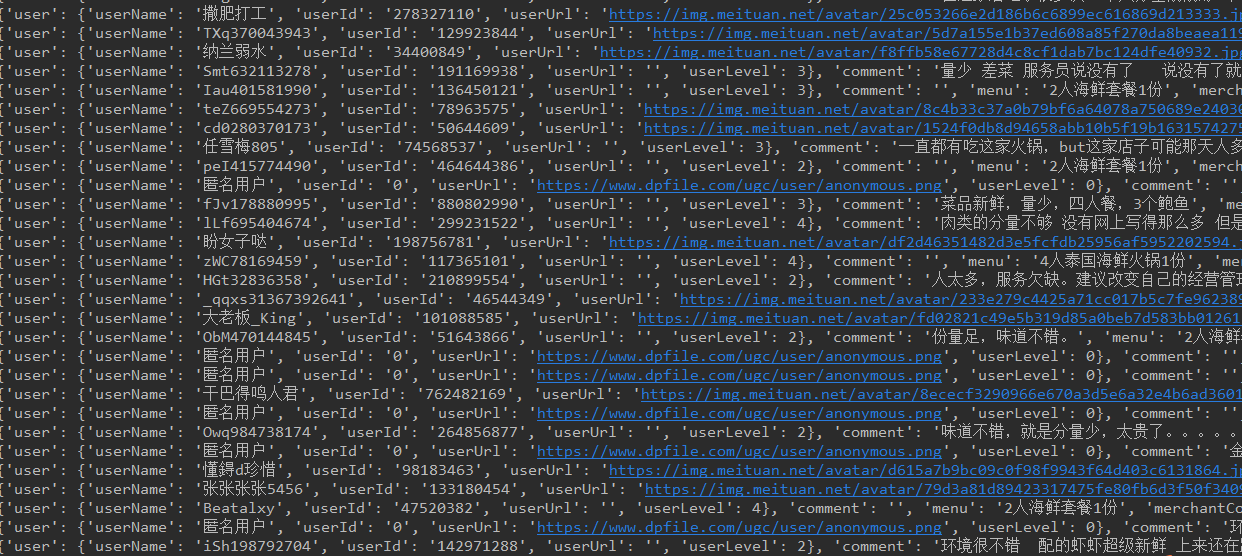 {'user': {'userName': '撒肥打工', 'userId': '278327110', 'userUrl': 'https://img.meituan.net/avatar/25c053266e2d186b6c6899ec616869d213333.jp
{'user': {'userName': 'TXq370043943', 'userId': '129923844', 'userUrl': 'https://img.meituan.net/avatar/5d7a155e1b37ed608a85f270da8beaea119
{'user': {'userName': '纳兰弱水', 'userId': '34400849', 'userUrl': 'https://img.meituan.net/avatar/f8ffb58e67728d4c8cf1dab7bc124dfe40932.jpg
{'user': {'userName': 'Smt632113278', 'userId': '191169938', 'userUrl': '', 'userLevel': 3}, 'comment': '量少 差菜 服务员说没有了 说没有了就
{'user': {'userName': 'Iau401581990', 'userId': '136450121', 'userUrl': '', 'userLevel': 3}, 'comment': '', 'menu': '2人海鲜套餐1份', 'merch
{'user': {'userName': 'teZ669554273', 'userId': '78963575', 'userUrl': 'https://img.meituan.net/avatar/8c4b33c37a0b79bf6a64078a750689e24030
{'user': {'userName': 'cd0280370173', 'userId': '50644609', 'userUrl': 'https://img.meituan.net/avatar/1524f0db8d94658abb10b5f19b1631574275
{'user': {'userName': '任雪梅805', 'userId': '74568537', 'userUrl': '', 'userLevel': 3}, 'comment': '一直都有吃这家火锅，but这家店子可能那天人多
{'user': {'userName': 'peI415774490', 'userId': '464644386', 'userUrl': '', 'userLevel': 2}, 'comment': '', 'menu': '2人海鲜套餐1份', 'merch
{'user': {'userName': '匿名用户', 'userId': '0', 'userUrl': 'https://www.dpfile.com/ugc/user/anonymous.png', 'userLevel': 0}, 'comment': ''
{'user': {'userName': 'fJv178880995', 'userId': '880802990', 'userUrl': '', 'userLevel': 3}, 'comment': '菜品新鲜，量少，四人餐，3个鲍鱼', 'me
{'user': {'userName': 'lLf695404674', 'userId': '299231522', 'userUrl': '', 'userLevel': 4}, 'comment': '肉类的分量不够 没有网上写得那么多 但是
{'user': {'userName': '盼女子哒', 'userId': '198756781', 'userUrl': 'https://img.meituan.net/avatar/df2d46351482d3e5fcfdb25956af5952202594.j
{'user': {'userName': 'zWC78169459', 'userId': '117365101', 'userUrl': '', 'userLevel': 4}, 'comment': '', 'menu': '4人泰国海鲜火锅1份', 'mer
{'user': {'userName': 'HGt32836358', 'userId': '210899554', 'userUrl': '', 'userLevel': 2}, 'comment': '人太多，服务欠缺。建议改变自己的经营管理
{'user': {'userName': '_qqxs31367392641', 'userId': '46544349', 'userUrl': 'https://img.meituan.net/avatar/233e279c4425a71cc017b5c7fe962389
{'user': {'userName': '大老板_King', 'userId': '101088585', 'userUrl': 'https://img.meituan.net/avatar/fd02821c49e5b319d85a0beb7d583bb01261
{'user': {'userName': 'ObM470144845', 'userId': '51643866', 'userUrl': '', 'userLevel': 2}, 'comment': '份量足，味道不错。', 'menu': '2人海鲜
{'user': {'userName': '匿名用户', 'userId': '0', 'userUrl': 'https://www.dpfile.com/ugc/user/anonymous.png', 'userLevel': 0}, 'comment': ''
{'user': {'userName': '匿名用户', 'userId': '0', 'userUrl': 'https://www.dpfile.com/ugc/user/anonymous.png', 'userLevel': 0}, 'comment': ''
{'user': {'userName': '干巴得鸣人君', 'userId': '762482169', 'userUrl': 'https://img.meituan.net/avatar/8ececf3290966e670a3d5e6a32e4b6ad3601
{'user': {'userName': '匿名用户', 'userId': '0', 'userUrl': 'https://www.dpfile.com/ugc/user/anonymous.png', 'userLevel': 0}, 'comment': ''
{'user': {'userName': 'Owq984738174', 'userId': '264856877', 'userUrl': '', 'userLevel': 2}, 'comment': '味道不错，就是分量少，太贵了。。。。。
{'user': {'userName': '匿名用户', 'userId': '0', 'userUrl': 'https://www.dpfile.com/ugc/user/anonymous.png', 'userLevel': 0}, 'comment': '金
{'user': {'userName': '懂鍀d珍惜', 'userId': '98183463', 'userUrl': 'https://img.meituan.net/avatar/d615a7b9bc09c0f98f9943f64d403c6131864.jp
{'user': {'userName': '张张张张5456', 'userId': '133180454', 'userUrl': 'https://img.meituan.net/avatar/79d3a81d89423317475fe80fb6d3f50f3409
{'user': {'userName': 'Beatalxy', 'userId': '47520382', 'userUrl': '', 'userLevel': 4}, 'comment': '', 'menu': '2人海鲜套餐1份', 'merchantCo
{'user': {'userName': '匿名用户', 'userId': '0', 'userUrl': 'https://www.dpfile.com/ugc/user/anonymous.png', 'userLevel': 0}, 'comment': '环
{'user': {'userName': 'iSh198792704', 'userId': '142971288', 'userUrl': '', 'userLevel': 2}, 'comment': '环境很不错 配的虾虾超级新鲜 上来还在